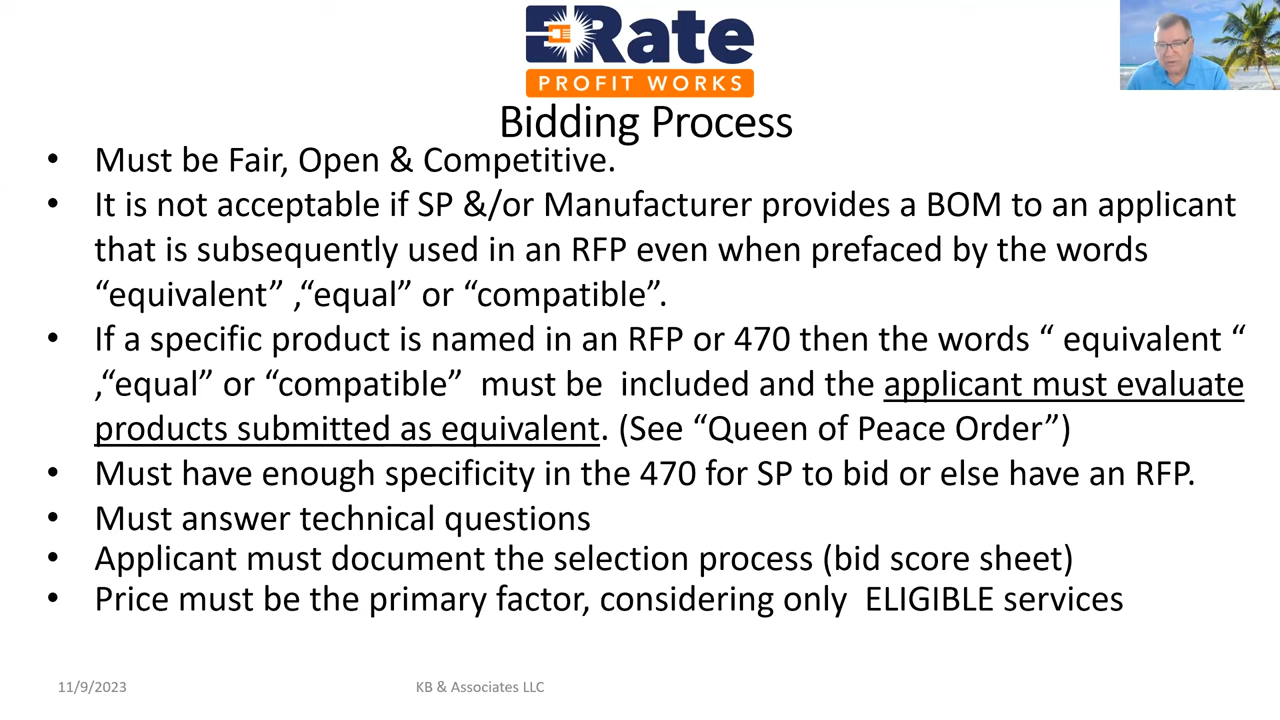 ERate
PROFIT WORKS
Bidding Process
• Must be Fair, Open & Competitive.
• It is not acceptable if SP &/or Manufacturer provides a BOM to an applicant
that is subsequently used in an RFP even when prefaced by the words
“equivalent” ,“equal” or “compatible”.
• If a specific product is named in an RFP or 470 then the words “ equivalent “
,“equal” or “compatible”  must be  included and the applicant must evaluate
products submitted as equivalent. (See “Queen of Peace Order”)
• Must have enough specificity in the 470 for SP to bid or else have an RFP.
• Must answer technical questions
• Applicant must document the selection process (bid score sheet)
• Price must be the primary factor, considering only  ELIGIBLE services
11/9/2023
KB & Associates LLC